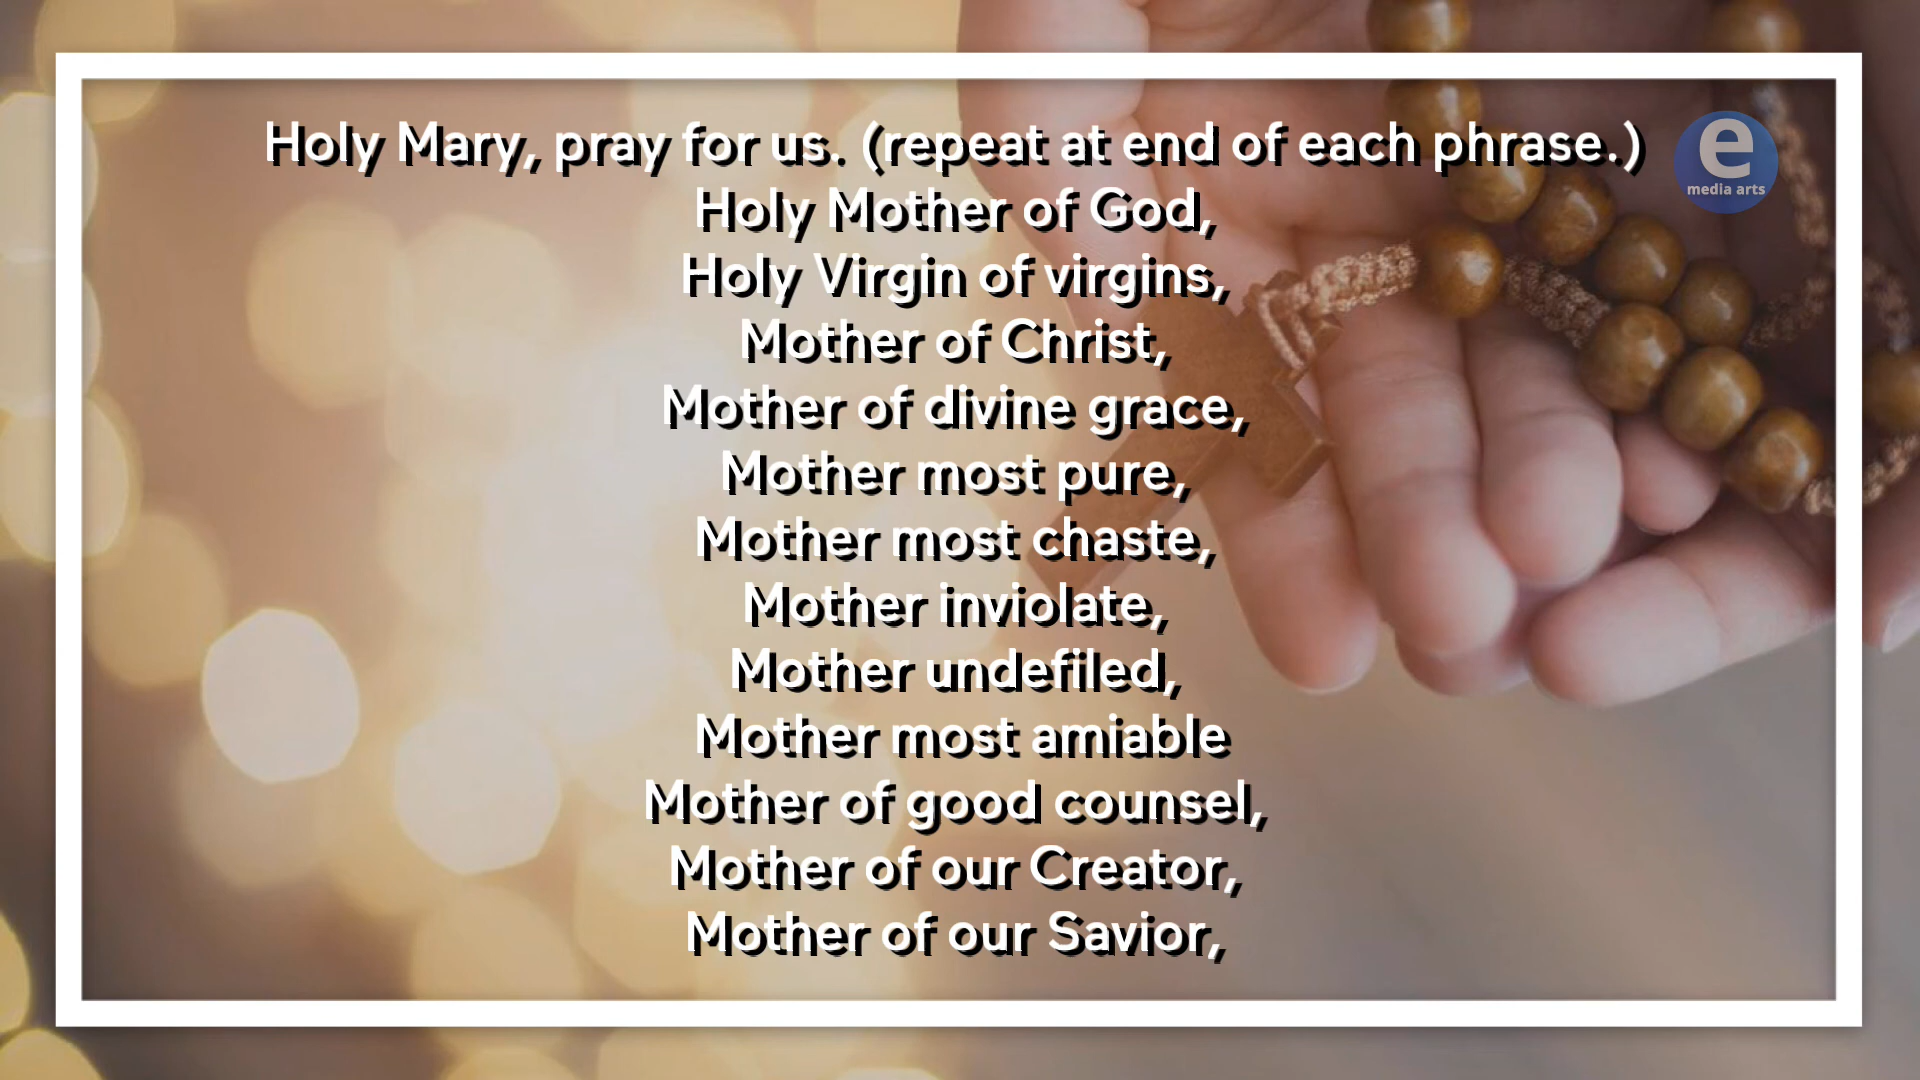 Holy Mary, pray for us. (repeat at end of each phrase.)
Holy Mother of God,
Holy Virgin of virgins,
Mother of Christ,
Mother of divine grace,
Mother most pure,
Mother most chaste,
Mother inviolate,
Mother undefiled,
Mother most amiable
Mother of good counsel,
Mother of our Creator,
Mother of our Savior,
e
media arts